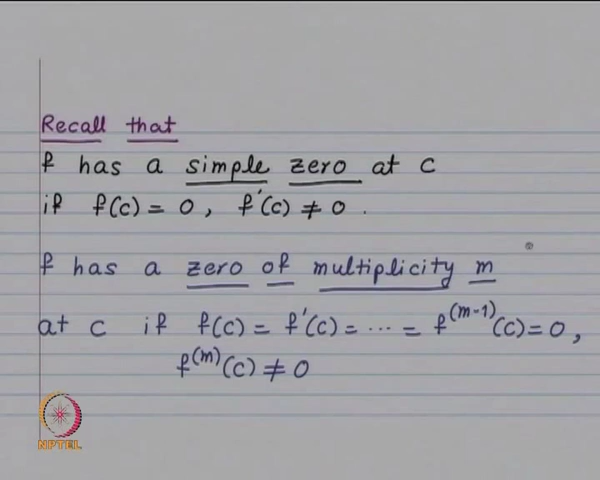 Recall that
f has a simple zero at c
if f(c) = 0, f'(c) ≠ 0.
f has a zero of multiplicity m
at c if f(c) = f'(c) = ··· = f^(m-1)(c) = 0,
f^(m)(c) ≠ 0
NPTEL